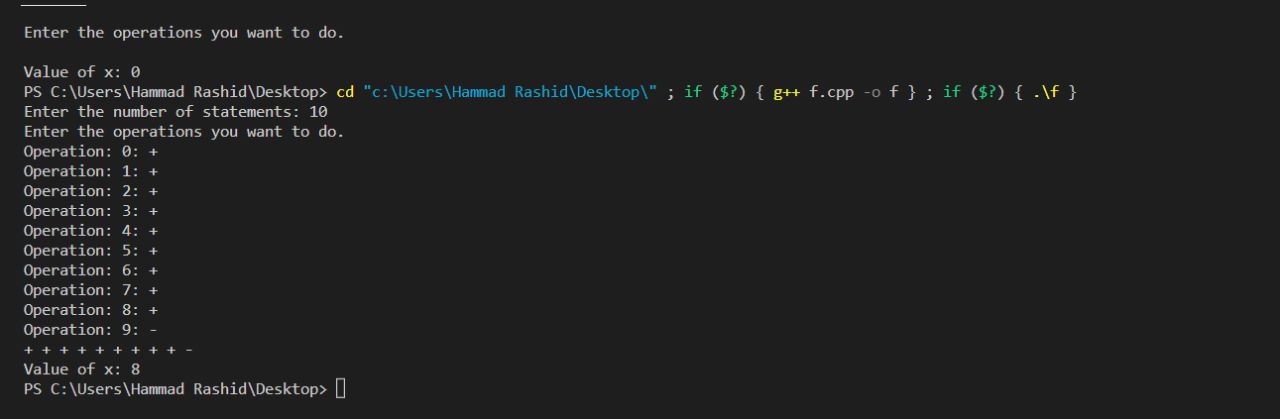 Enter the operations you want to do.
Value of x: 0
PS C:\Users\Hammad Rashid\Desktop> cd "c:\Users\Hammad Rashid\Desktop\" ; if ($?) { g++ f.cpp -o f } ; if ($?) { .\f }
Enter the number of statements: 10
Enter the operations you want to do.
Operation: 0: +
Operation: 1: +
Operation: 2: +
Operation: 3: +
Operation: 4: +
Operation: 5: +
Operation: 6: +
Operation: 7: +
Operation: 8: +
Operation: 9: -
+ + + + + + + + + -
Value of x: 8
PS C:\Users\Hammad Rashid\Desktop>